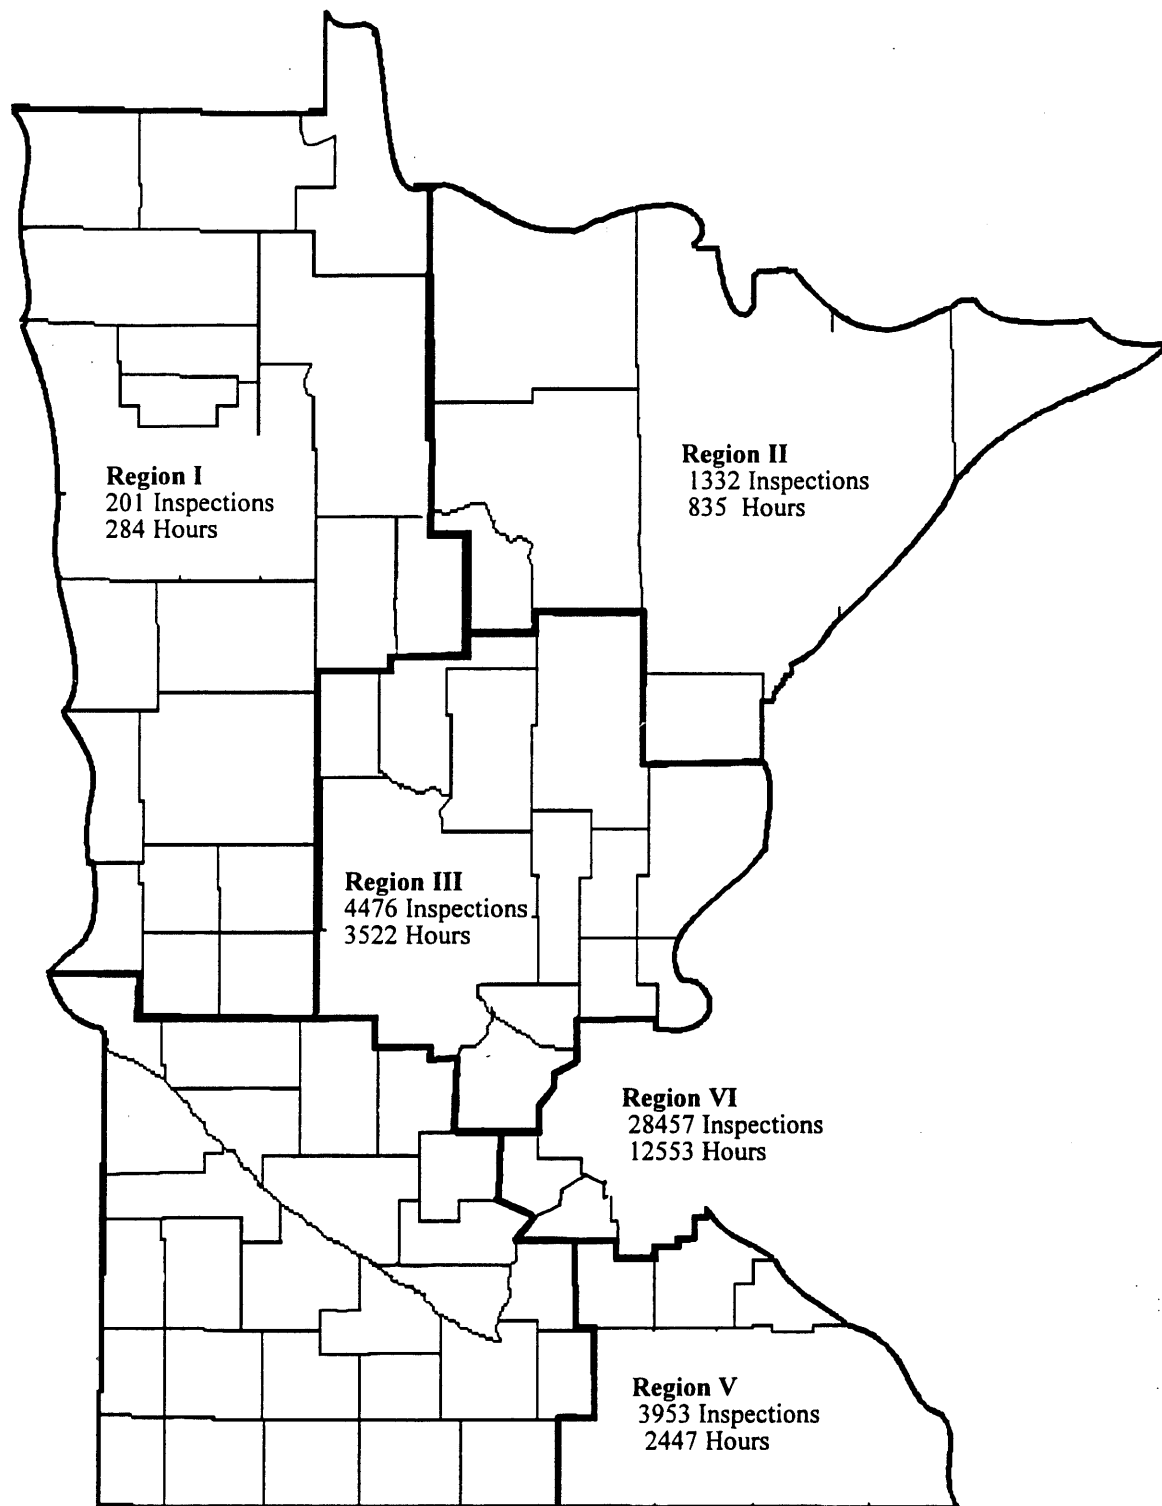 Region I
201 Inspections
284 Hours
Region II
1332 Inspections
835 Hours
Region III
4476 Inspections
3522 Hours
Region VI
28457 Inspections
12553 Hours
Region V
3953 Inspections
2447 Hours